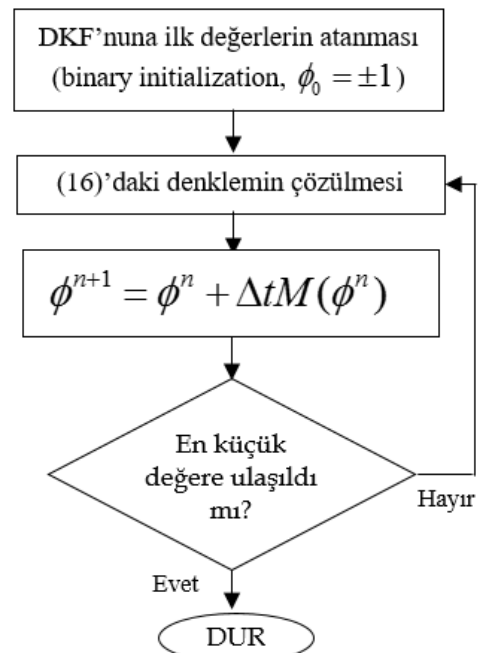 DKF'nuna ilk değerlerin atanması
(binary initialization, ϕ₀ = ±1)
(16)'daki denklemin çözülmesi
ϕⁿ⁺¹ = ϕⁿ + ΔtM(ϕⁿ)
En küçük
değere ulaşıldı
mı?
Hayır
Evet
DUR